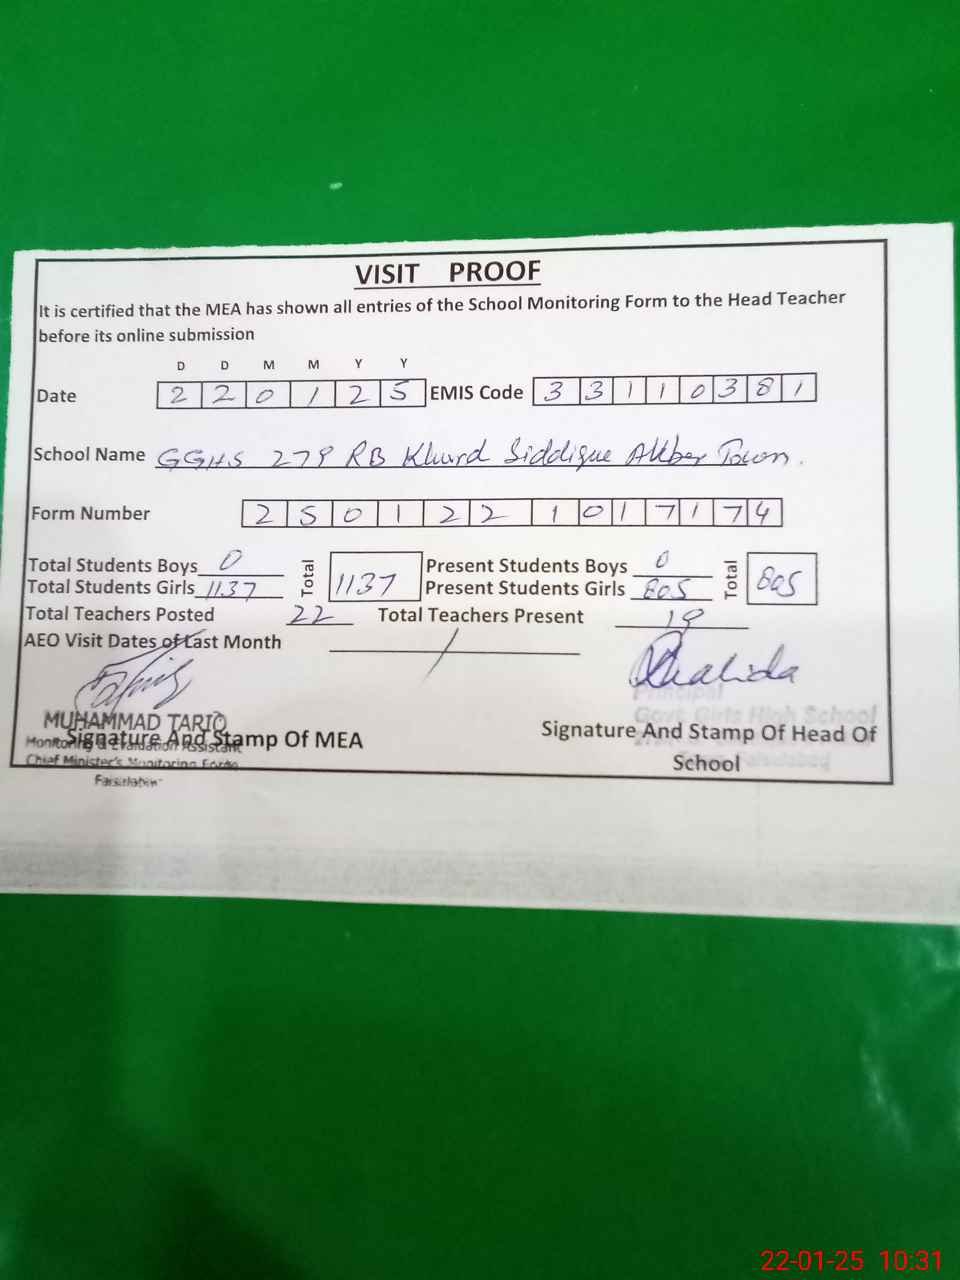 VISIT PROOF
It is certified that the MEA has shown all entries of the School Monitoring Form to the Head Teacher
before its online submission
D D M M Y Y
Date 2 2 0 1 2 5 EMIS Code 3 3 1 1 0 3 8 1
School Name GGHS 279 RB Khurd Siddique Akber Town.
Form Number 2 5 0 1 2 2 1 0 1 7 1 7 4
Total Students Boys 0 Total 1137 Present Students Boys 0 Total 805
Total Students Girls 1137 Present Students Girls 805
Total Teachers Posted 22 Total Teachers Present 19
AEO Visit Dates of Last Month /
Khalida
Principal
MUHAMMAD TARIQ
Govt. Girls High School
Signature And Stamp Of MEA Signature And Stamp Of Head Of
Monitoring & Evaluation Assistant
Chief Minister's Monitoring Force
School
Faisalabad
22-01-25 10:31